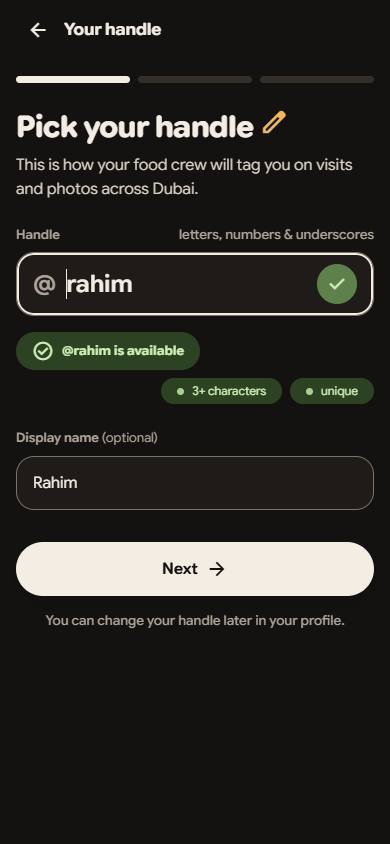 Your handle
Pick your handle
This is how your food crew will tag you on visits
and photos across Dubai.
Handle letters, numbers & underscores
@ rahim
@rahim is available
3+ characters unique
Display name (optional)
Rahim
Next
You can change your handle later in your profile.